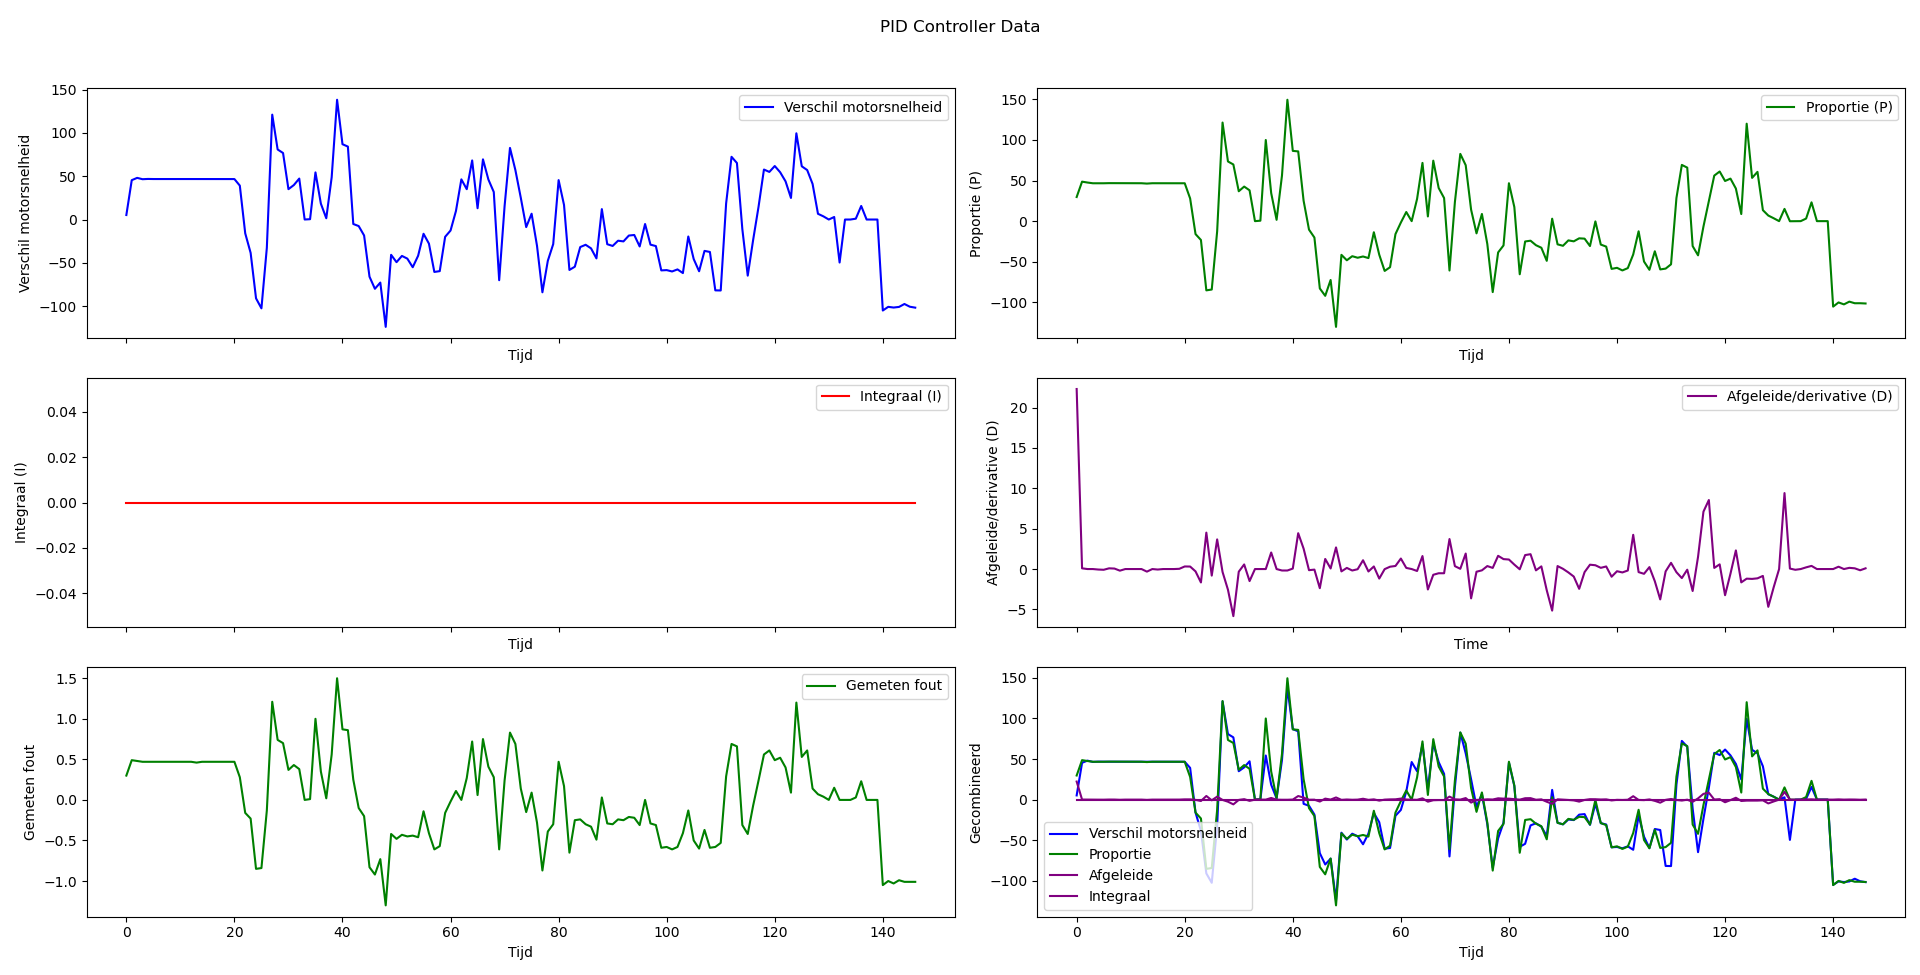 PID Controller Data
150
100
50
0
−50
−100
Verschil motorsnelheid
Verschil motorsnelheid
Tijd
150
100
50
0
−50
−100
Proportie (P)
Proportie (P)
Tijd
0.04
0.02
0.00
−0.02
−0.04
Integraal (I)
Integraal (I)
Tijd
20
15
10
5
0
−5
Afgeleide/derivative (D)
Afgeleide/derivative (D)
Time
1.5
1.0
0.5
0.0
−0.5
−1.0
Gemeten fout
Gemeten fout
0 20 40 60 80 100 120 140
Tijd
150
100
50
0
−50
−100
Gecombineerd
Verschil motorsnelheid
Proportie
Afgeleide
Integraal
0 20 40 60 80 100 120 140
Tijd